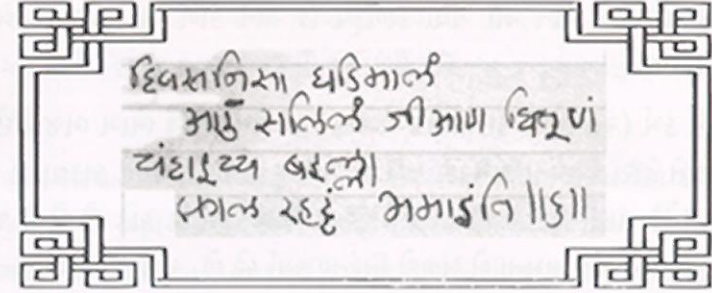 દિવસનિસા ઘડિમાલં
આઉં સલિલં જીઆણ ઘિત્તૂણં
ચંદાઇચ્ચ બઇલ્લા
કાલ રહટ્ટં ભમાડંતિ ||૬||